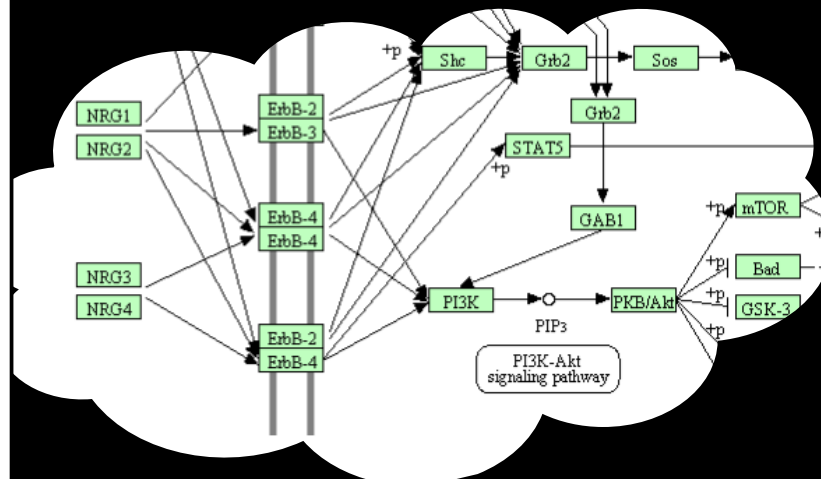 +p
Shc
Grb2
Sos
NRG1
ErbB-2
ErbB-3
Grb2
NRG2
STAT5
+p
ErbB-4
ErbB-4
GAB1
+p
mTOR
+
NRG3
NRG4
PI3K
PIP3
PKB/Akt
+p
Bad
+p
GSK-3
+p
ErbB-2
ErbB-4
PI3K-Akt
signaling pathway